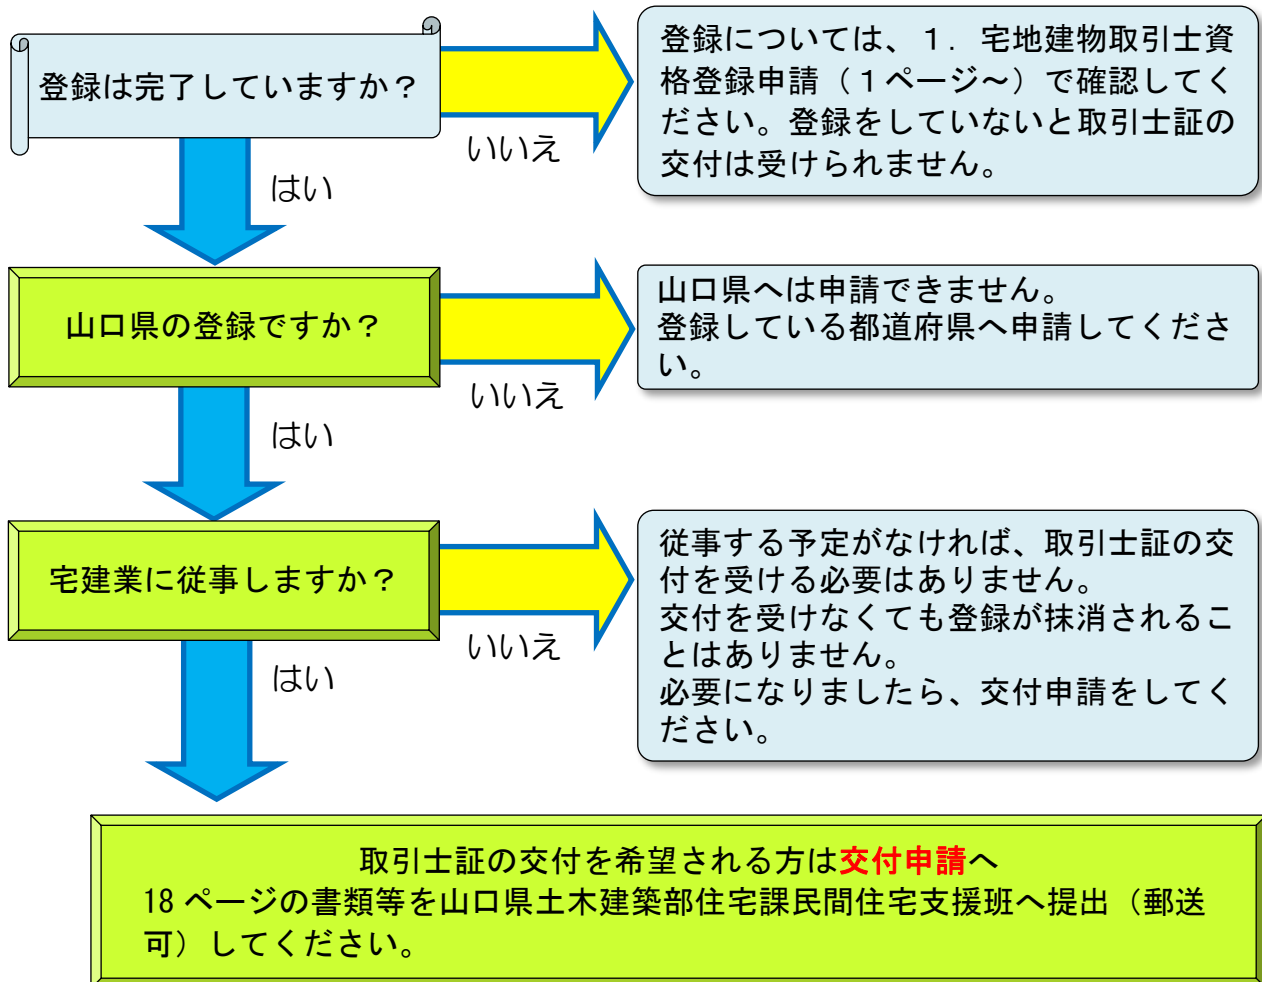 登録は完了していますか？
いいえ
登録については、１．宅地建物取引士資
格登録申請（１ページ～）で確認してく
ださい。登録をしていないと取引士証の
交付は受けられません。
はい
山口県の登録ですか？
いいえ
山口県へは申請できません。
登録している都道府県へ申請してくださ
い。
はい
宅建業に従事しますか？
いいえ
従事する予定がなければ、取引士証の交
付を受ける必要はありません。
交付を受けなくても登録が抹消されるこ
とはありません。
必要になりましたら、交付申請をしてく
ださい。
はい
取引士証の交付を希望される方は交付申請へ
18 ページの書類等を山口県土木建築部住宅課民間住宅支援班へ提出（郵送
可）してください。